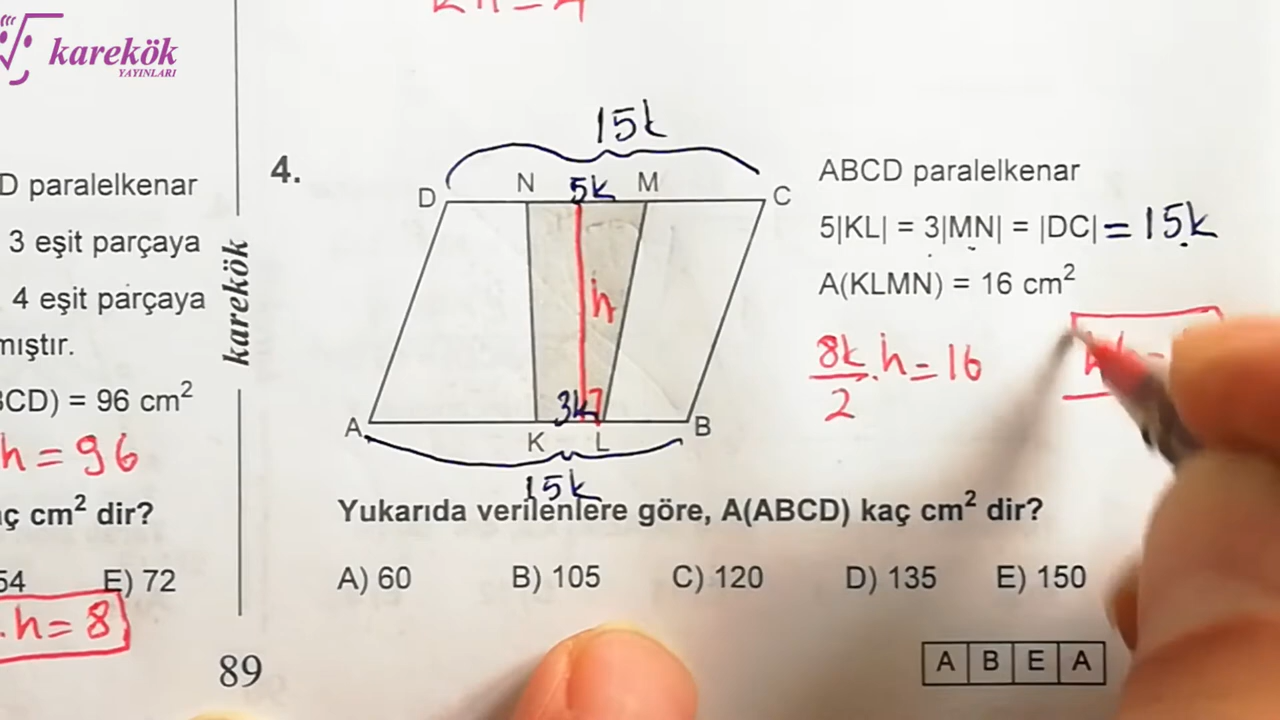 karekök
YAYINLARI
D paralelkenar
3 eşit parçaya
4 eşit parçaya
mıştır.
BCD) = 96 cm²
h = 96
ç cm² dir?
54 E) 72
.h = 8
karekök
89
4.
15k
D N 5k M C
h
3k
A K L B
15k
ABCD paralelkenar
5|KL| = 3|MN| = |DC| = 15k
A(KLMN) = 16 cm²
8k/2 .h = 16
Yukarıda verilenlere göre, A(ABCD) kaç cm² dir?
A) 60 B) 105 C) 120 D) 135 E) 150
A B E A